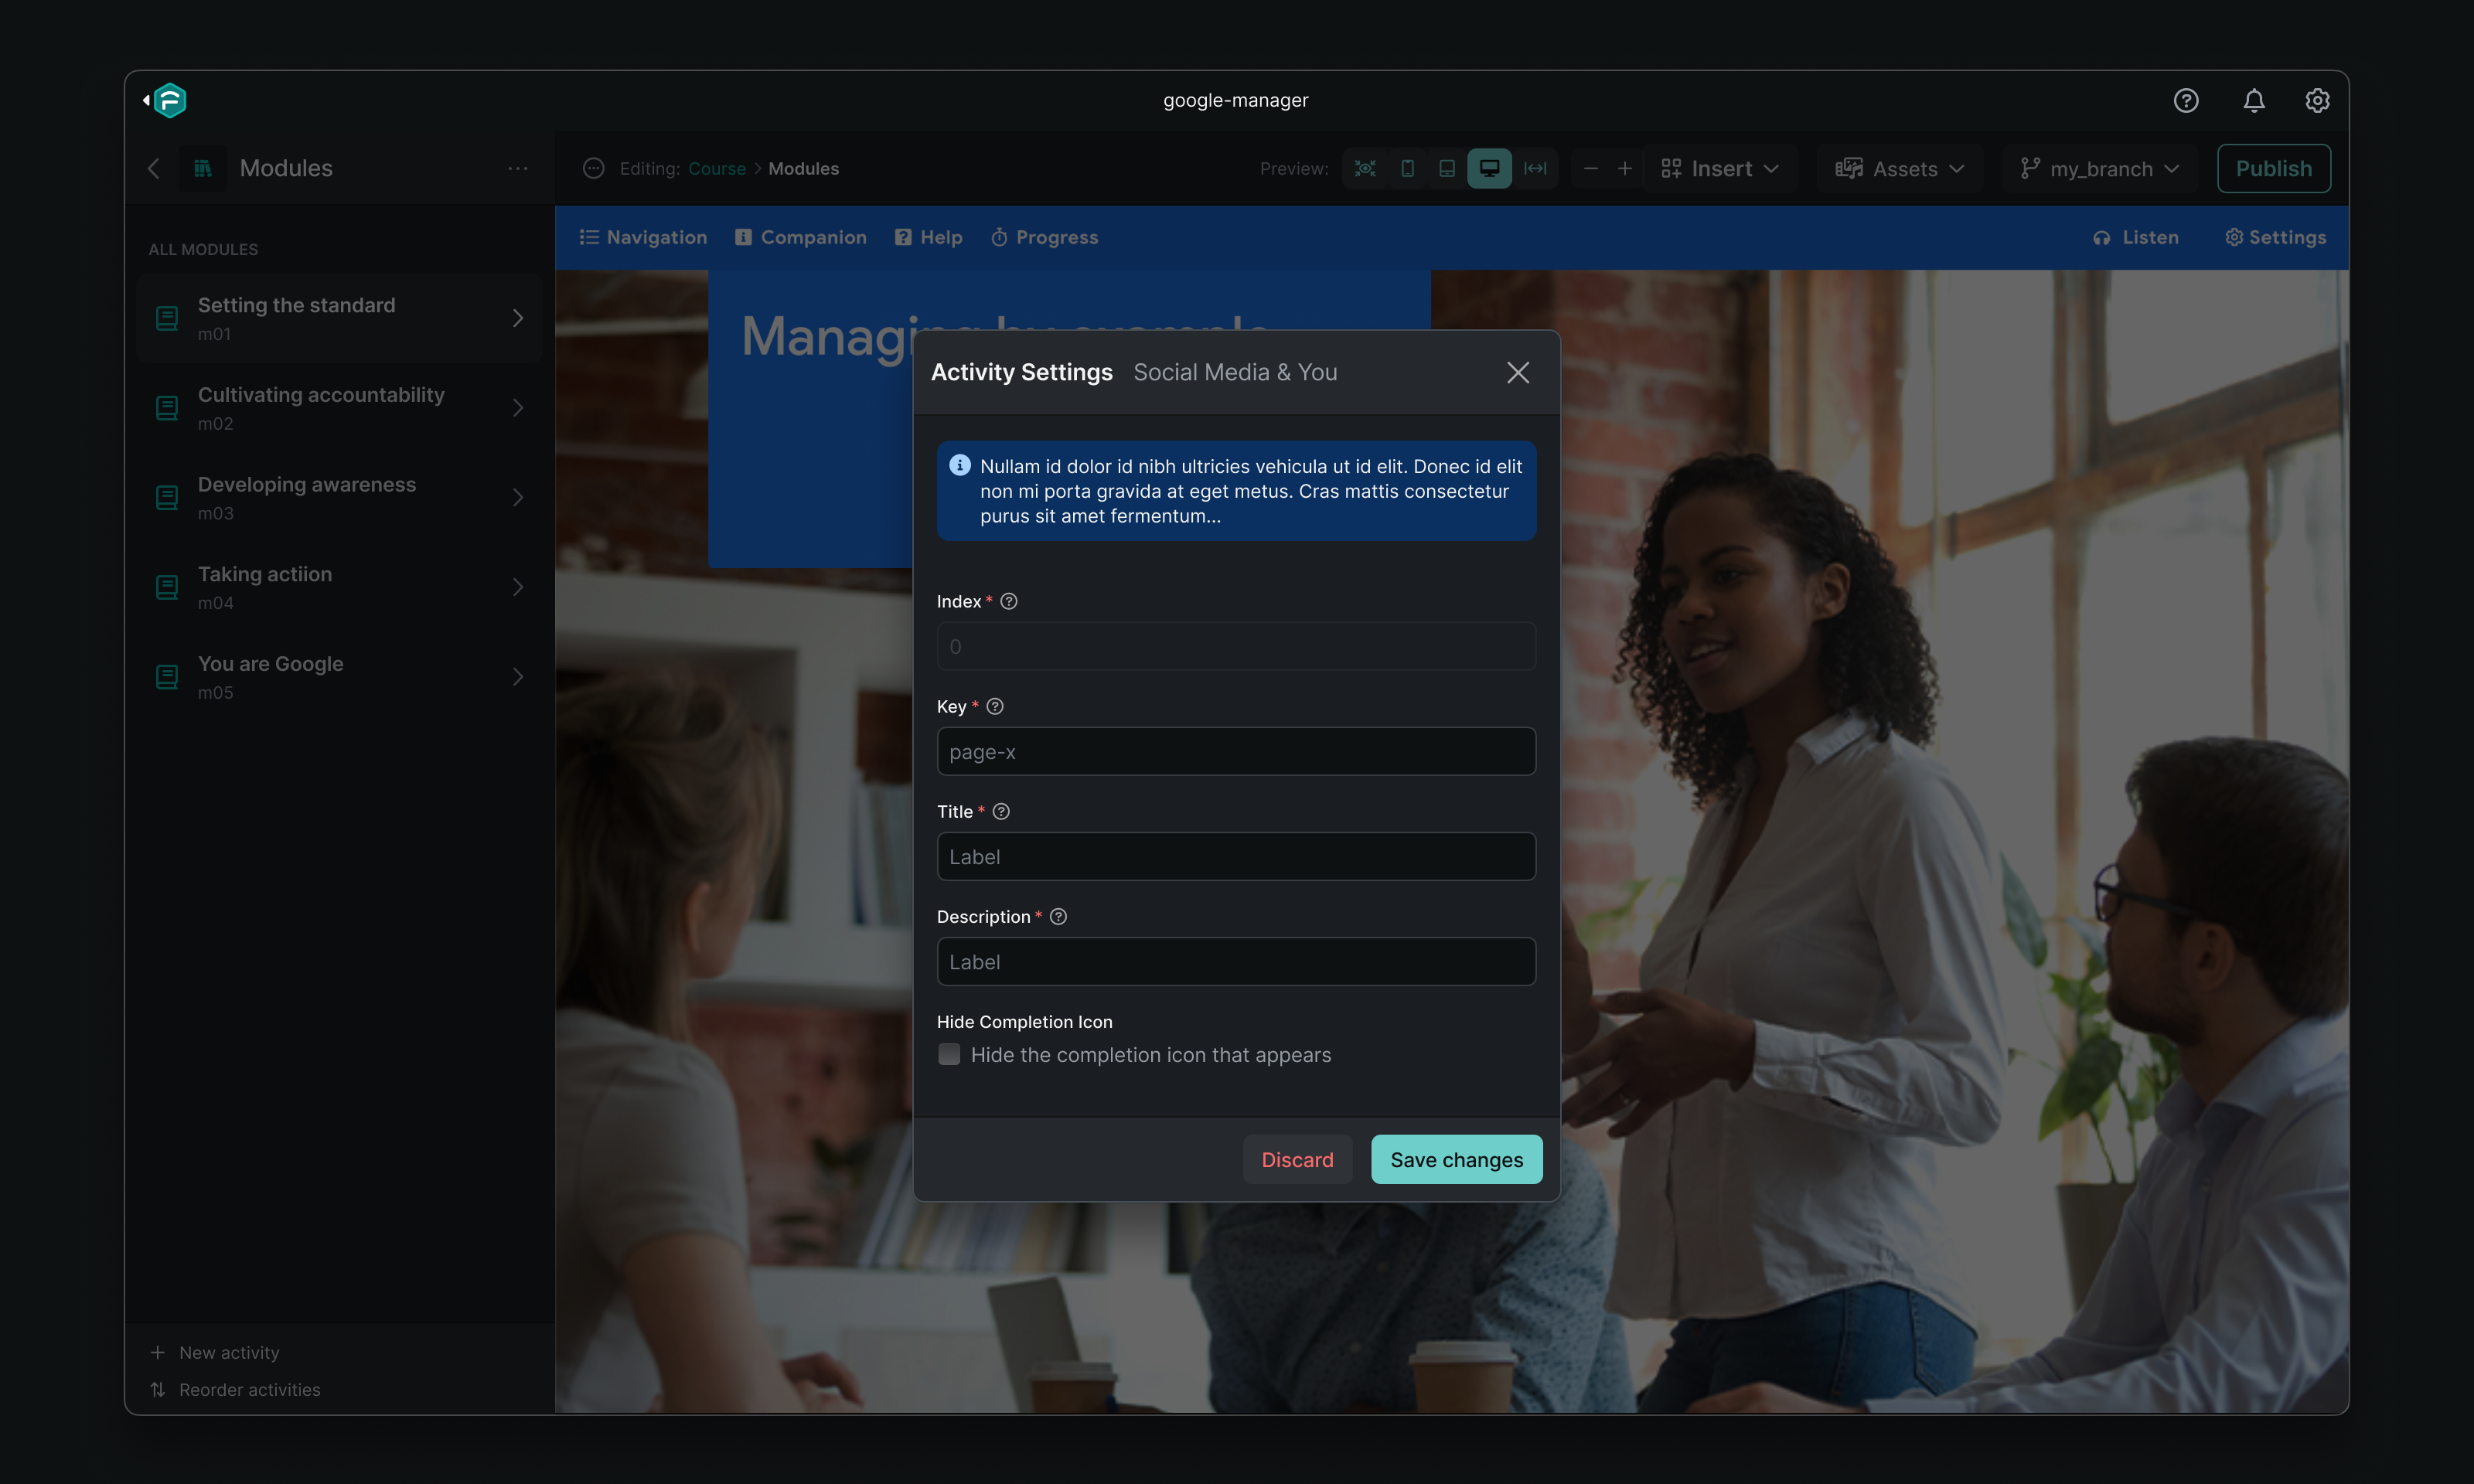 google-manager
Modules
Editing: Course > Modules
Preview:
Insert
Assets
my_branch
Publish
ALL MODULES
Setting the standard
m01
Cultivating accountability
m02
Developing awareness
m03
Taking actiion
m04
You are Google
m05
New activity
Reorder activities
Navigation
Companion
Help
Progress
Listen
Settings
Managing by example
Activity Settings Social Media & You
Nullam id dolor id nibh ultricies vehicula ut id elit. Donec id elit
non mi porta gravida at eget metus. Cras mattis consectetur
purus sit amet fermentum...
Index *
0
Key *
page-x
Title *
Label
Description *
Label
Hide Completion Icon
Hide the completion icon that appears
Discard
Save changes